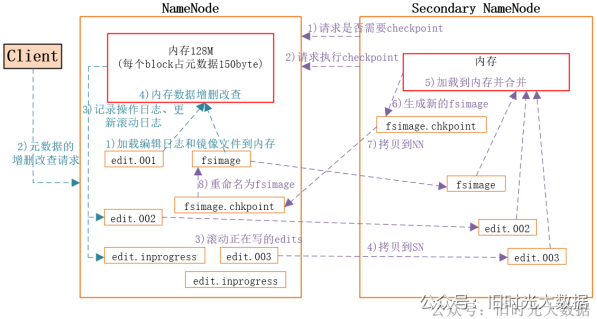 NameNode
Secondary NameNode
1)请求是否需要checkpoint
Client
内存128M
(每个block占元数据150byte)
2)请求执行checkpoint
内存
5)加载到内存并合并
4)内存数据增删改查
3)记录操作日志、更
新滚动日志
6)生成新的fsimage
fsimage.chkpoint
2)元数据的
增删改查请求
1)加载编辑日志和镜像文件到内存
7)拷贝到NN
edit.001
fsimage
8)重命名为fsimage
fsimage
fsimage.chkpoint
edit.002
edit.002
3)滚动正在写的edits
4)拷贝到SN
edit.inprogress
edit.003
edit.003
edit.inprogress
公众号：旧时光大数据
公众号：旧时光大数据